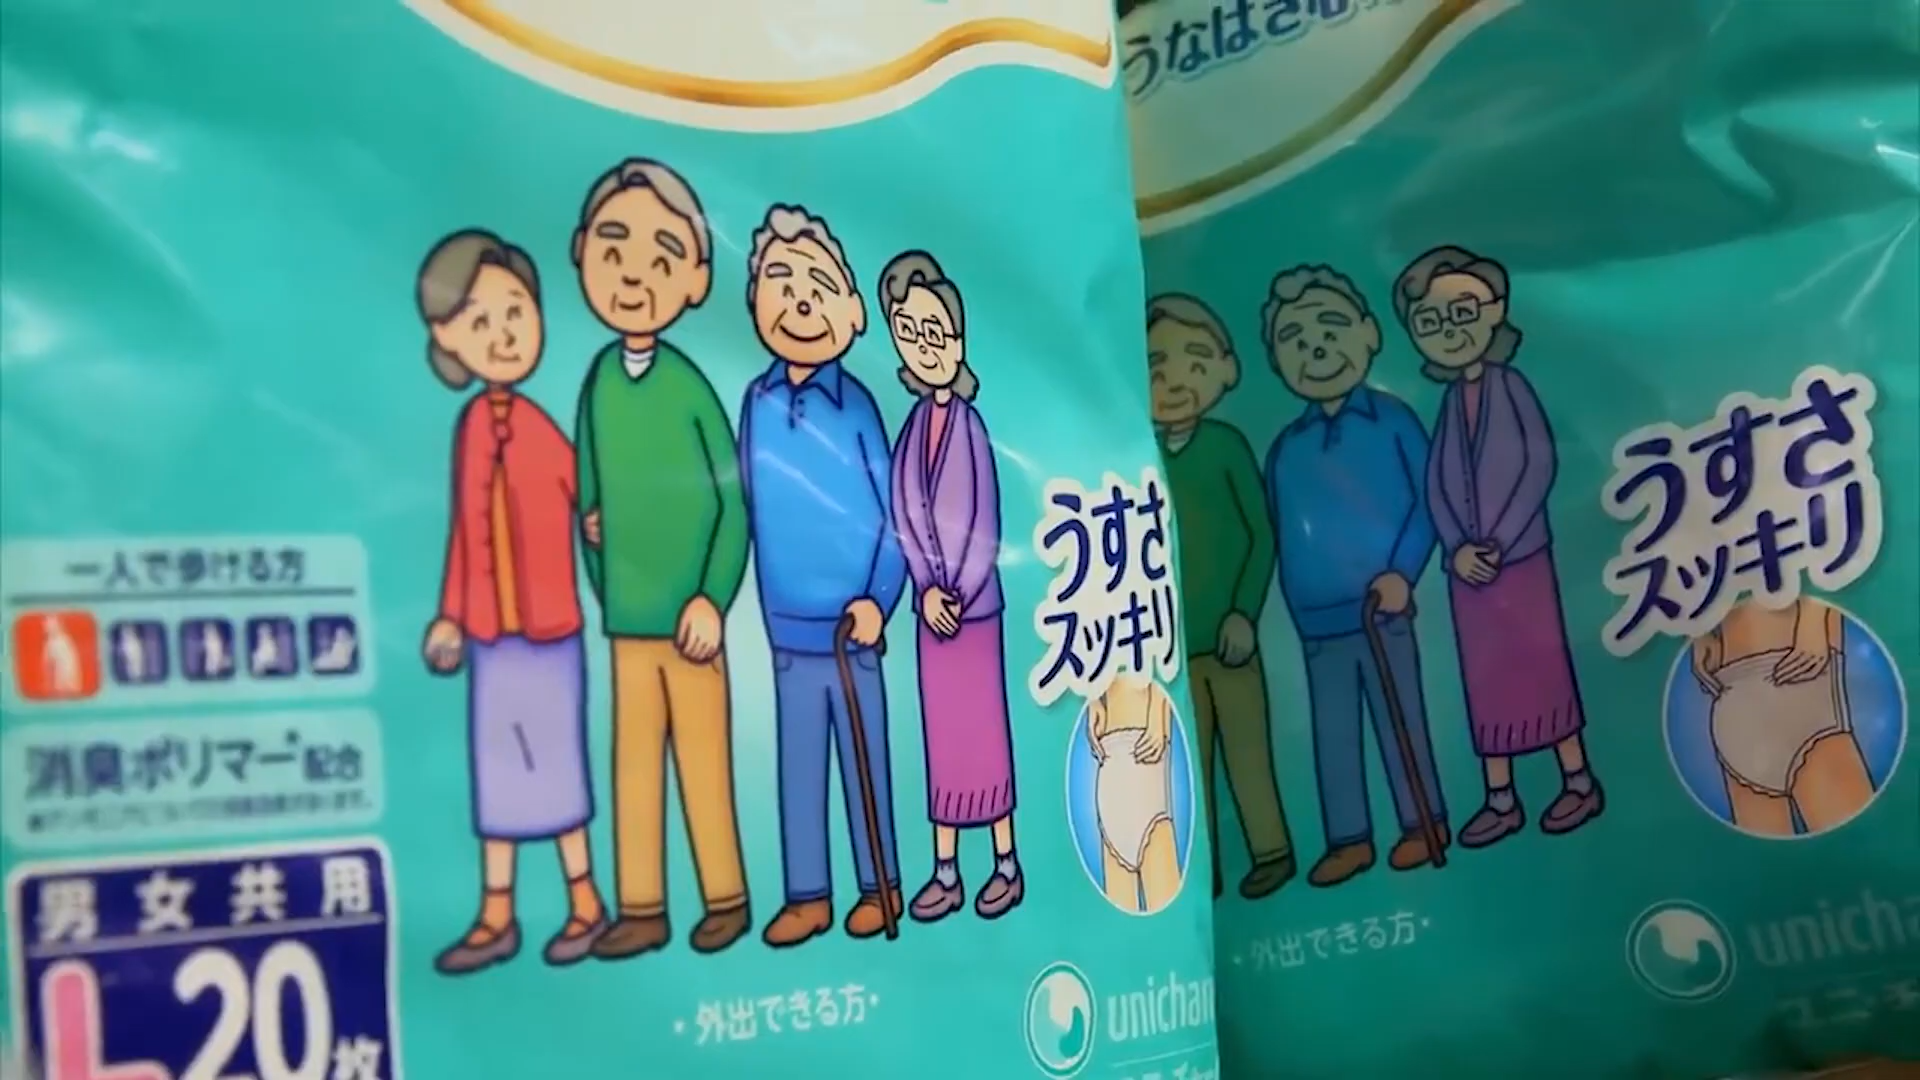 うなはき心
一人で歩ける方
消臭ポリマー*配合
男女共用
L 20枚
うすさ
スッキリ
・外出できる方・
unichar
うすさ
スッキリ
・外出できる方・
unicha